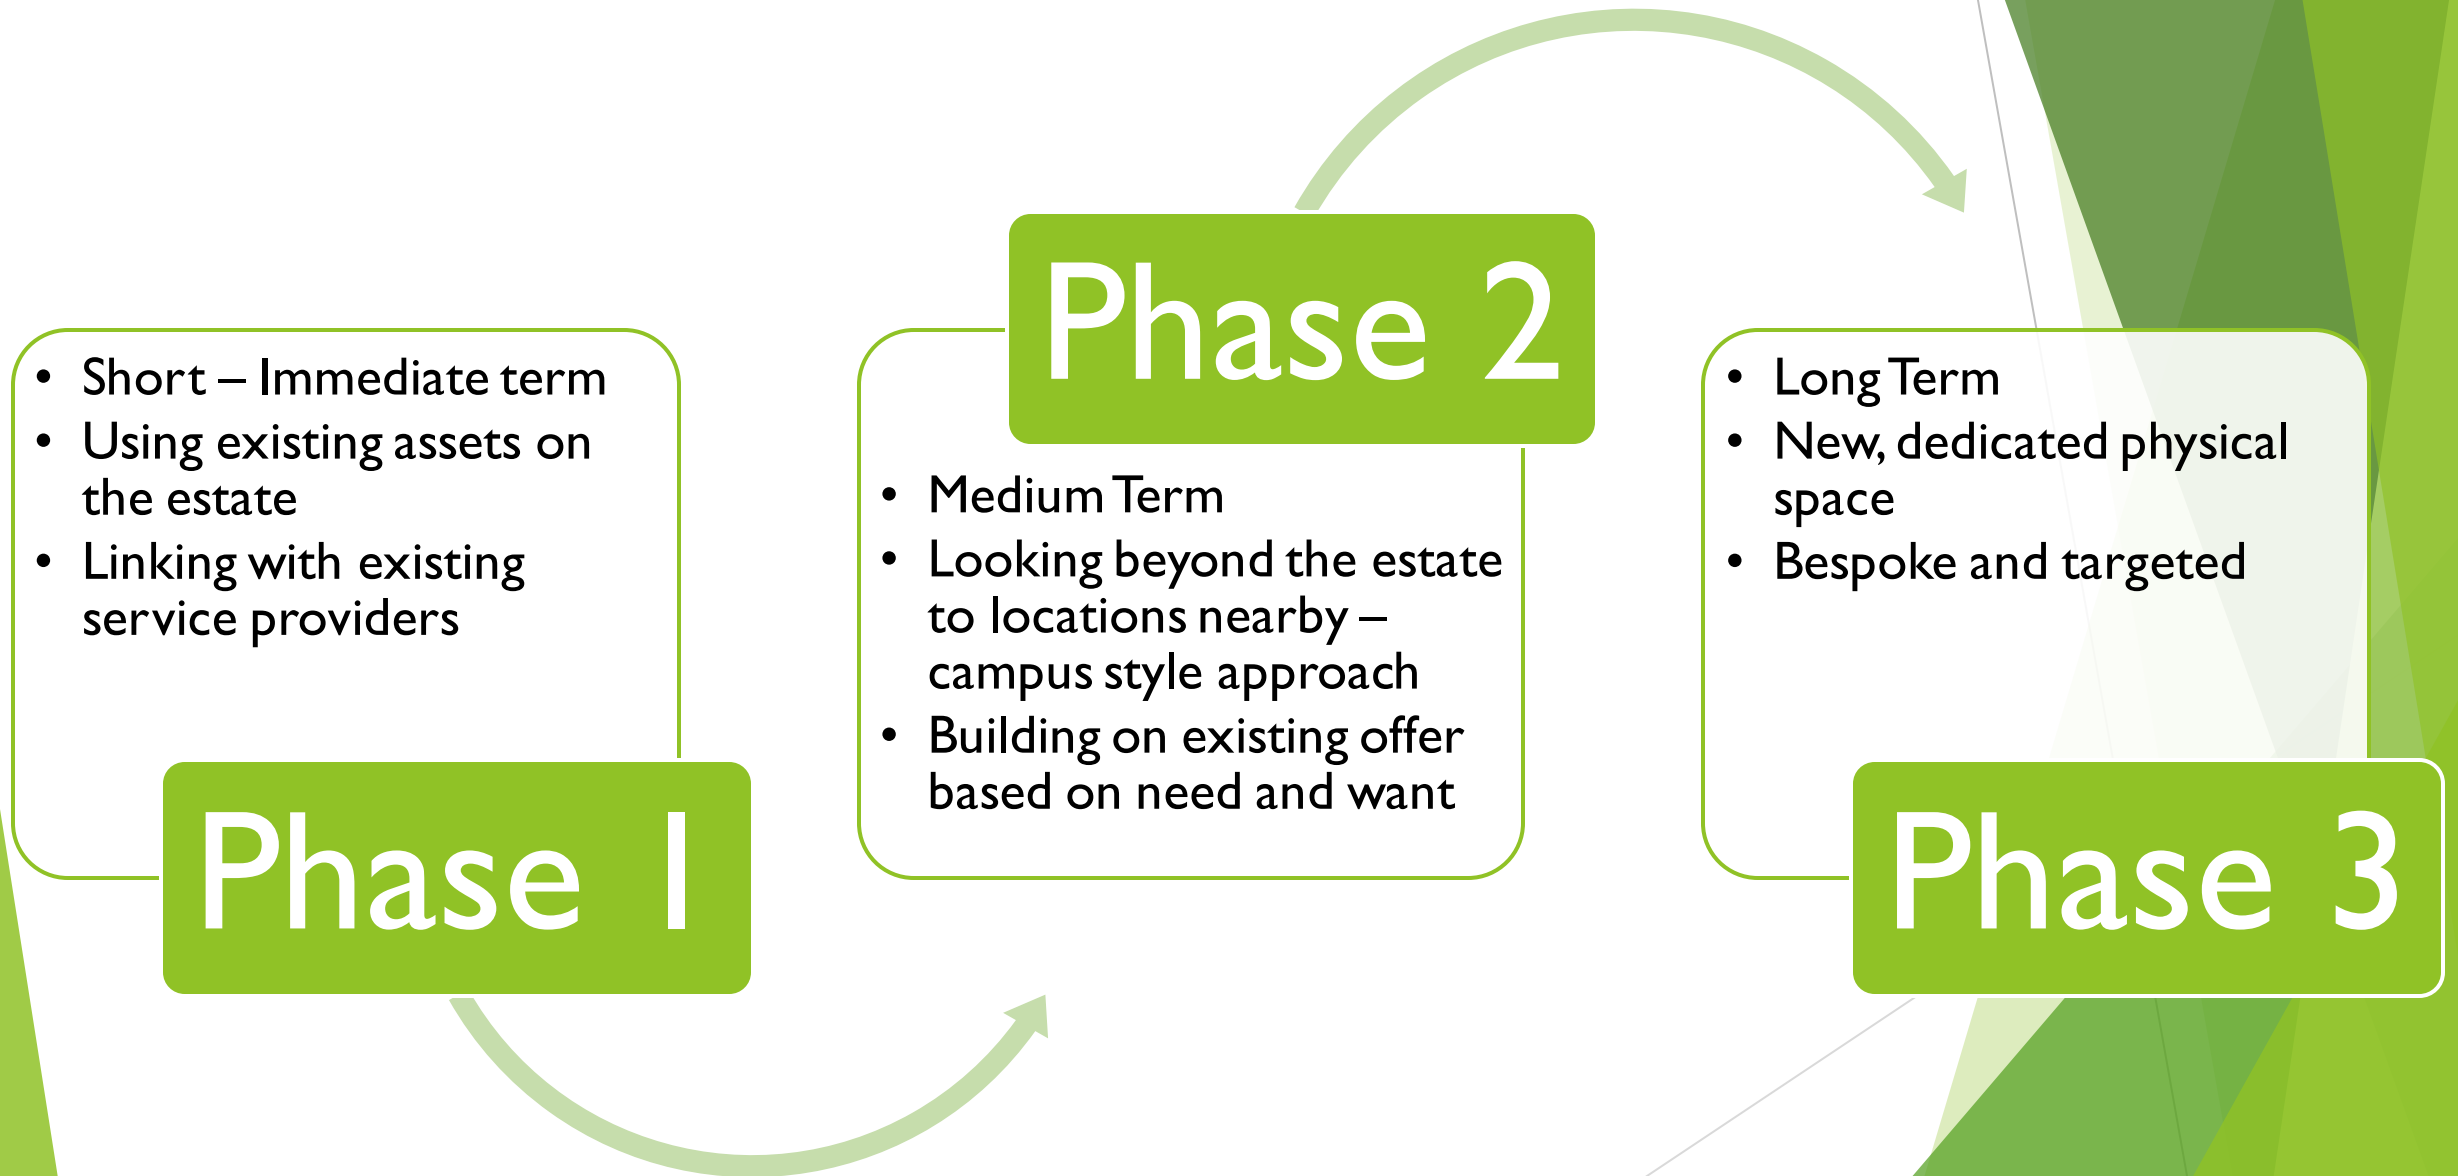 • Short – Immediate term
• Using existing assets on
the estate
• Linking with existing
service providers
Phase 1
Phase 2
• Medium Term
• Looking beyond the estate
to locations nearby –
campus style approach
• Building on existing offer
based on need and want
• Long Term
• New, dedicated physical
space
• Bespoke and targeted
Phase 3